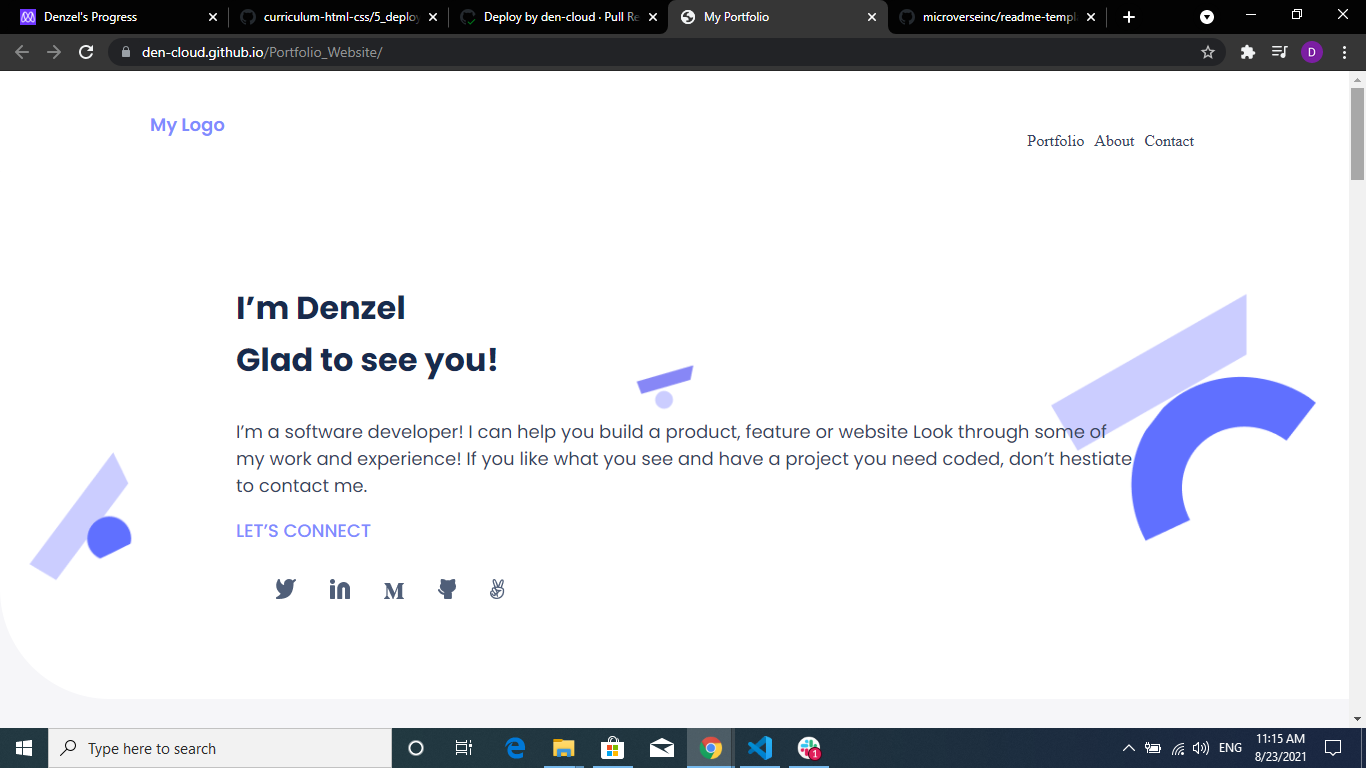 Denzel's Progress
curriculum-html-css/5_deploy
Deploy by den-cloud · Pull Re
My Portfolio
microverseinc/readme-templ
den-cloud.github.io/Portfolio_Website/
D
My Logo
Portfolio About Contact
I’m Denzel
Glad to see you!
I’m a software developer! I can help you build a product, feature or website Look through some of
my work and experience! If you like what you see and have a project you need coded, don’t hestiate
to contact me.
LET’S CONNECT
M
Type here to search
1
ENG
11:15 AM
8/23/2021